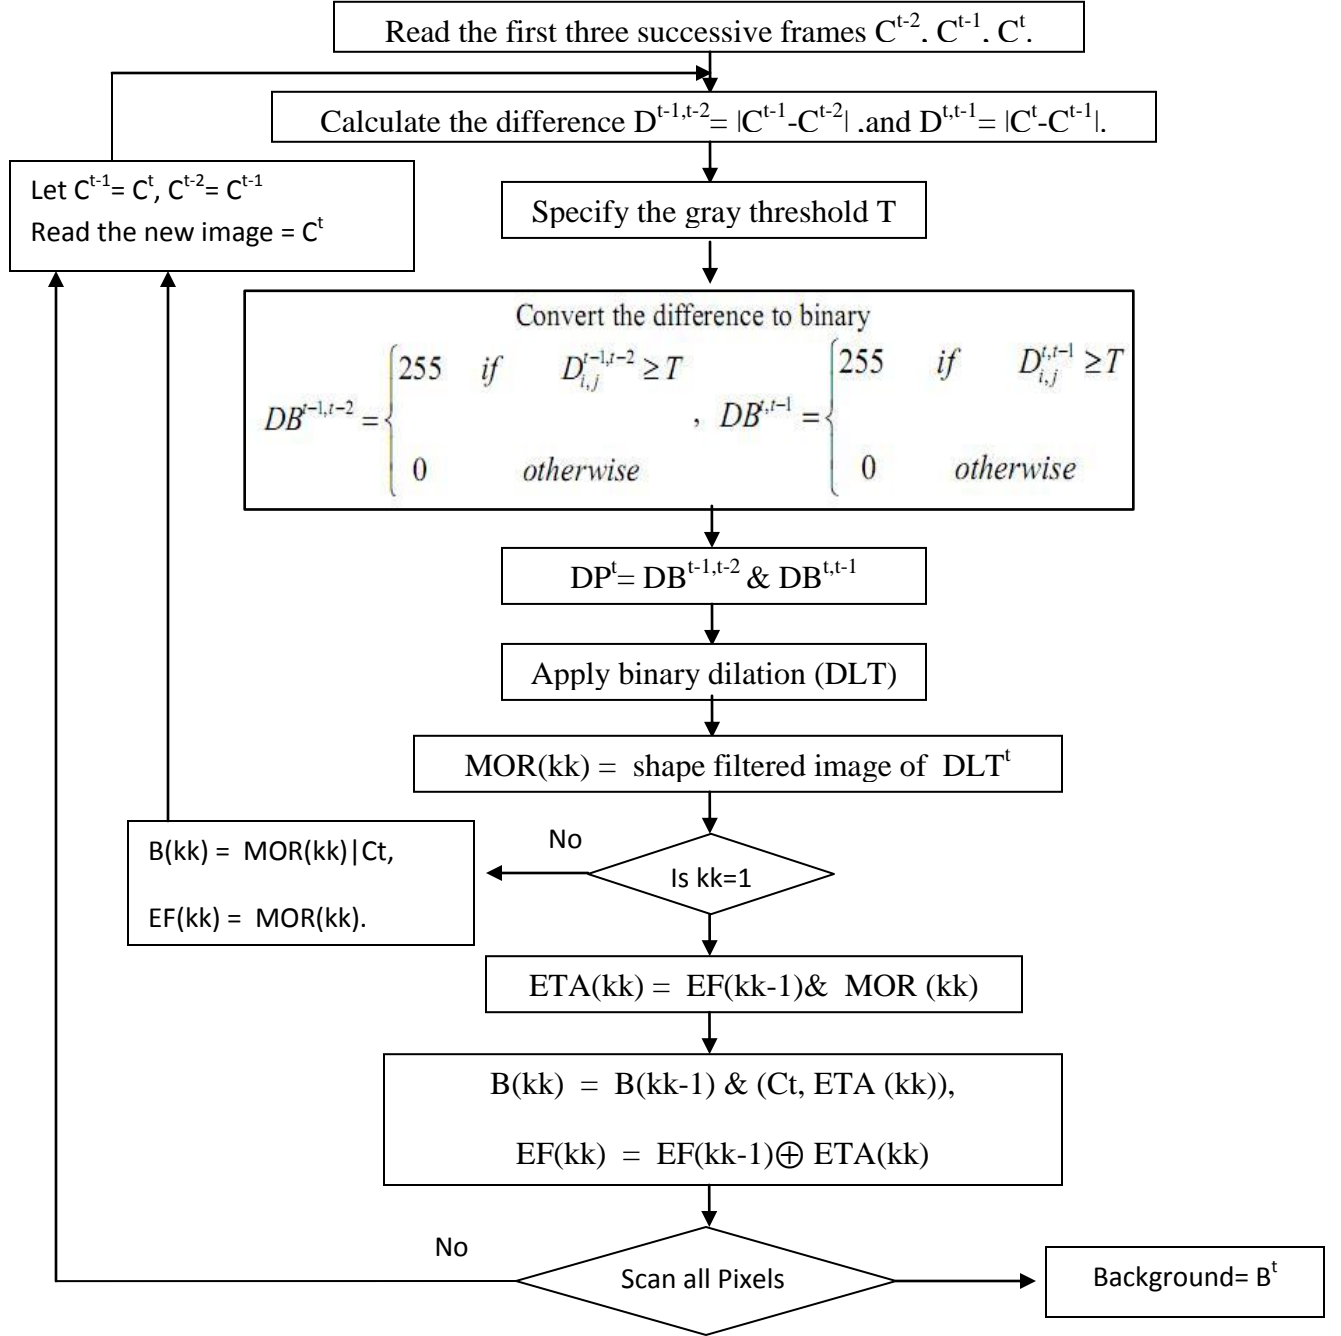 Read the first three successive frames C^t-2, C^t-1, C^t.
Calculate the difference D^t-1,t-2= |C^t-1-C^t-2| .and D^t,t-1= |C^t-C^t-1|.
Let C^t-1= C^t, C^t-2= C^t-1
Read the new image = C^t
Specify the gray threshold T
Convert the difference to binary
DB^t-1,t-2 = { 255 if D_i,j^t-1,t-2 ≥ T , DB^t,t-1 = { 255 if D_i,j^t,t-1 ≥ T
0 otherwise 0 otherwise
DP^t= DB^t-1,t-2 & DB^t,t-1
Apply binary dilation (DLT)
MOR(kk) = shape filtered image of DLT^t
No
Is kk=1
B(kk) = MOR(kk)|Ct,
EF(kk) = MOR(kk).
ETA(kk) = EF(kk-1)& MOR (kk)
B(kk) = B(kk-1) & (Ct, ETA (kk)),
EF(kk) = EF(kk-1)⊕ ETA(kk)
No
Scan all Pixels
Background= B^t